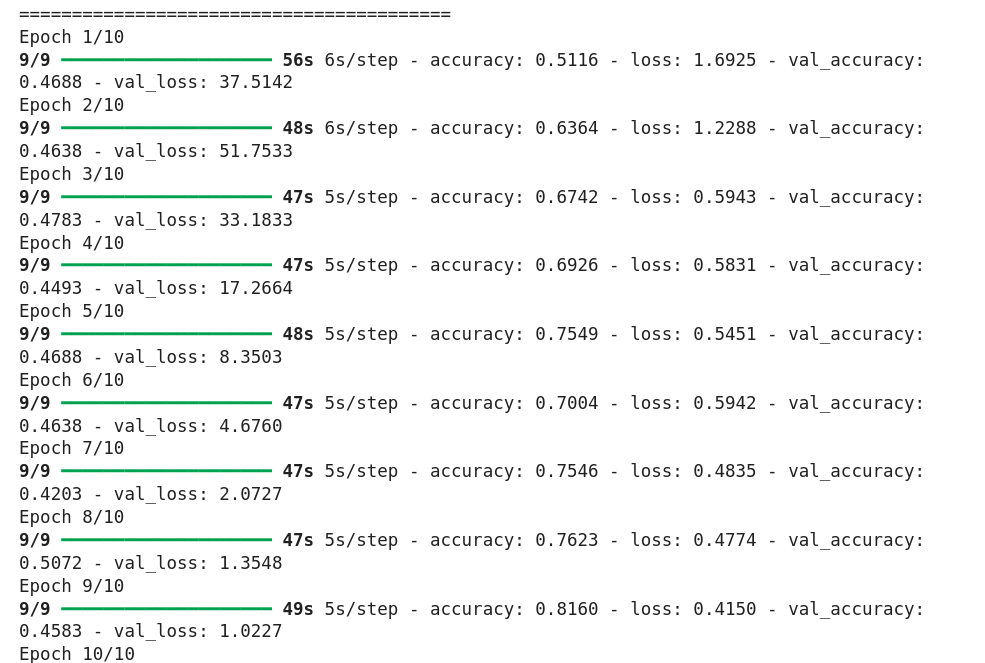 =========================================
Epoch 1/10
9/9 ━━━━━━━━━━━━━━━━━━━━ 56s 6s/step - accuracy: 0.5116 - loss: 1.6925 - val_accuracy:
0.4688 - val_loss: 37.5142
Epoch 2/10
9/9 ━━━━━━━━━━━━━━━━━━━━ 48s 6s/step - accuracy: 0.6364 - loss: 1.2288 - val_accuracy:
0.4638 - val_loss: 51.7533
Epoch 3/10
9/9 ━━━━━━━━━━━━━━━━━━━━ 47s 5s/step - accuracy: 0.6742 - loss: 0.5943 - val_accuracy:
0.4783 - val_loss: 33.1833
Epoch 4/10
9/9 ━━━━━━━━━━━━━━━━━━━━ 47s 5s/step - accuracy: 0.6926 - loss: 0.5831 - val_accuracy:
0.4493 - val_loss: 17.2664
Epoch 5/10
9/9 ━━━━━━━━━━━━━━━━━━━━ 48s 5s/step - accuracy: 0.7549 - loss: 0.5451 - val_accuracy:
0.4688 - val_loss: 8.3503
Epoch 6/10
9/9 ━━━━━━━━━━━━━━━━━━━━ 47s 5s/step - accuracy: 0.7004 - loss: 0.5942 - val_accuracy:
0.4638 - val_loss: 4.6760
Epoch 7/10
9/9 ━━━━━━━━━━━━━━━━━━━━ 47s 5s/step - accuracy: 0.7546 - loss: 0.4835 - val_accuracy:
0.4203 - val_loss: 2.0727
Epoch 8/10
9/9 ━━━━━━━━━━━━━━━━━━━━ 47s 5s/step - accuracy: 0.7623 - loss: 0.4774 - val_accuracy:
0.5072 - val_loss: 1.3548
Epoch 9/10
9/9 ━━━━━━━━━━━━━━━━━━━━ 49s 5s/step - accuracy: 0.8160 - loss: 0.4150 - val_accuracy:
0.4583 - val_loss: 1.0227
Epoch 10/10